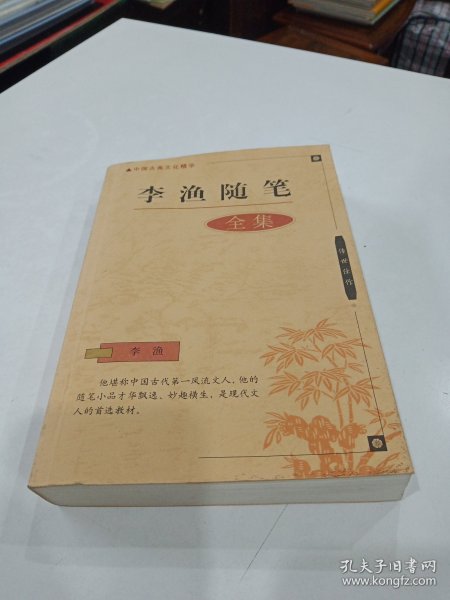 ▲中国古典文化精华
李渔随笔
全集
传世佳作
李渔
他堪称中国古代第一风流文人，他的
随笔小品才华飘逸、妙趣横生，是现代文
人的首选教材。
孔夫子旧书网
www.kongfz.com